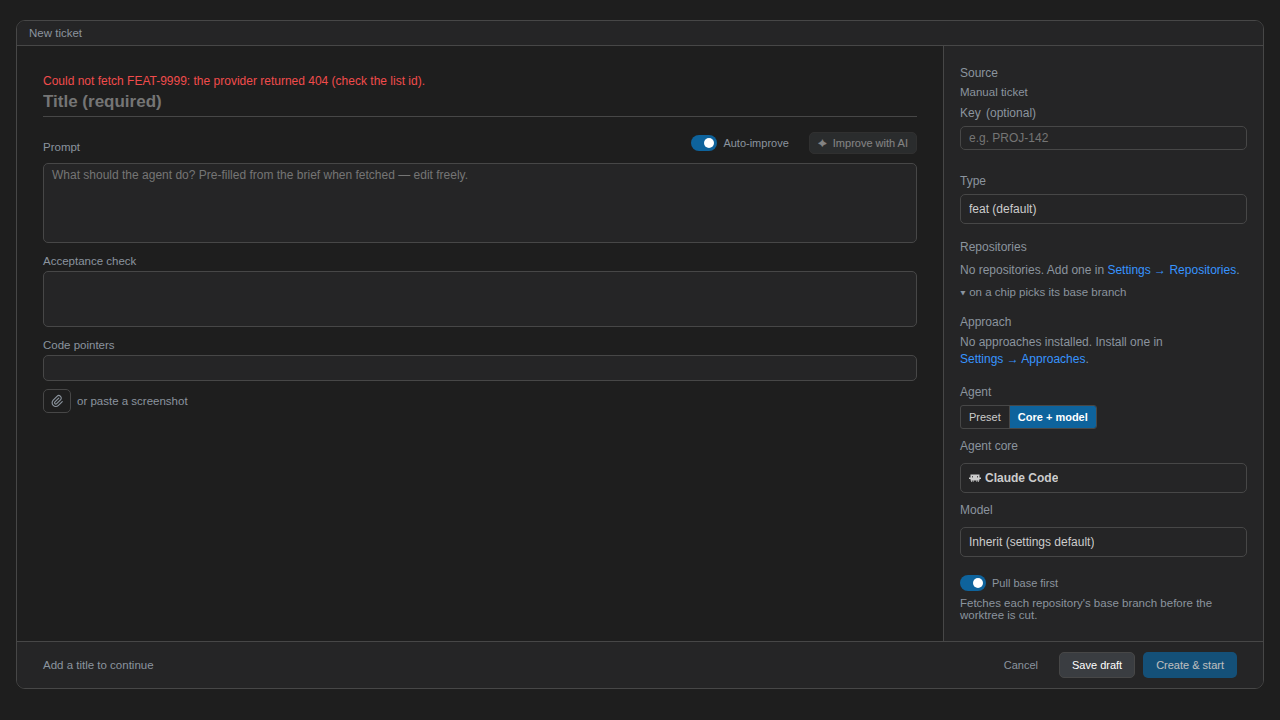 New ticket
Could not fetch FEAT-9999: the provider returned 404 (check the list id).
Title (required)
Prompt
Auto-improve
Improve with AI
What should the agent do? Pre-filled from the brief when fetched — edit freely.
Acceptance check
Code pointers
or paste a screenshot
Source
Manual ticket
Key (optional)
e.g. PROJ-142
Type
feat (default)
Repositories
No repositories. Add one in Settings → Repositories.
▾ on a chip picks its base branch
Approach
No approaches installed. Install one in
Settings → Approaches.
Agent
Preset
Core + model
Agent core
Claude Code
Model
Inherit (settings default)
Pull base first
Fetches each repository's base branch before the
worktree is cut.
Add a title to continue
Cancel
Save draft
Create & start